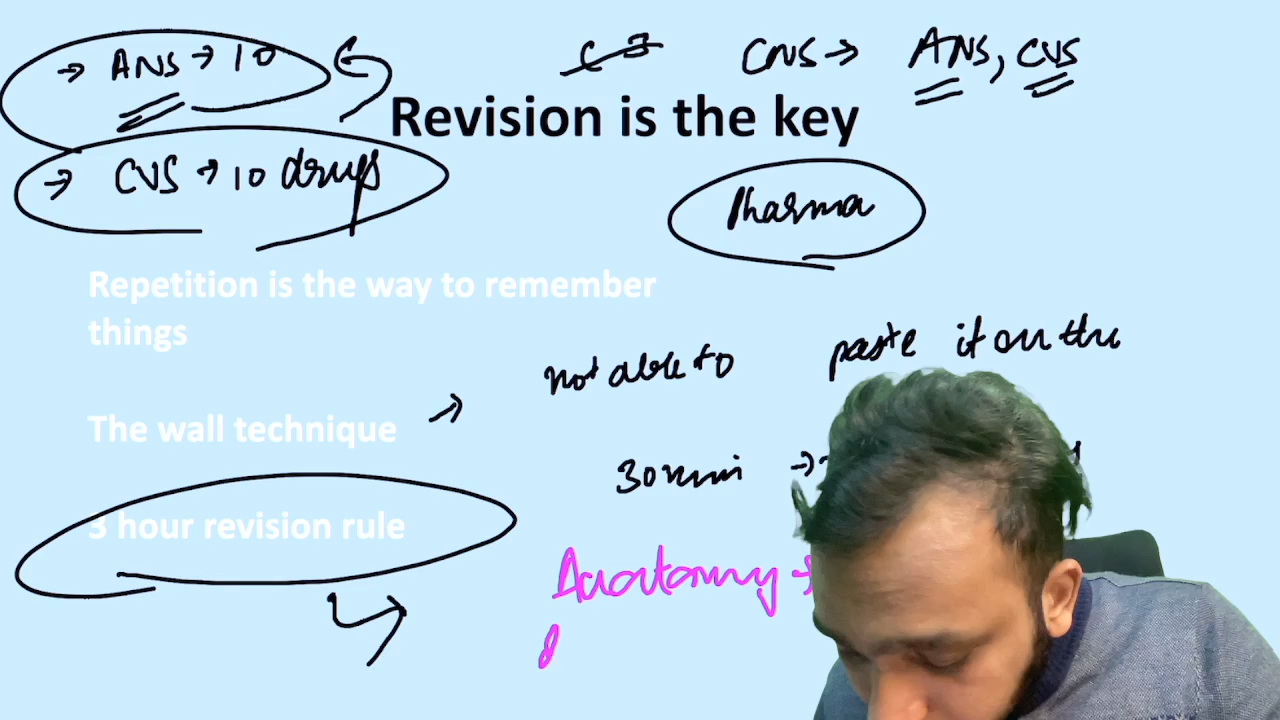 → ANS → 10
CNS → ANS, CVS
Revision is the key
→ CVS → 10 drugs
Pharma
Repetition is the way to remember
things
not able to paste it on the
The wall technique →
30 min →
3 hour revision rule
Anatomy →